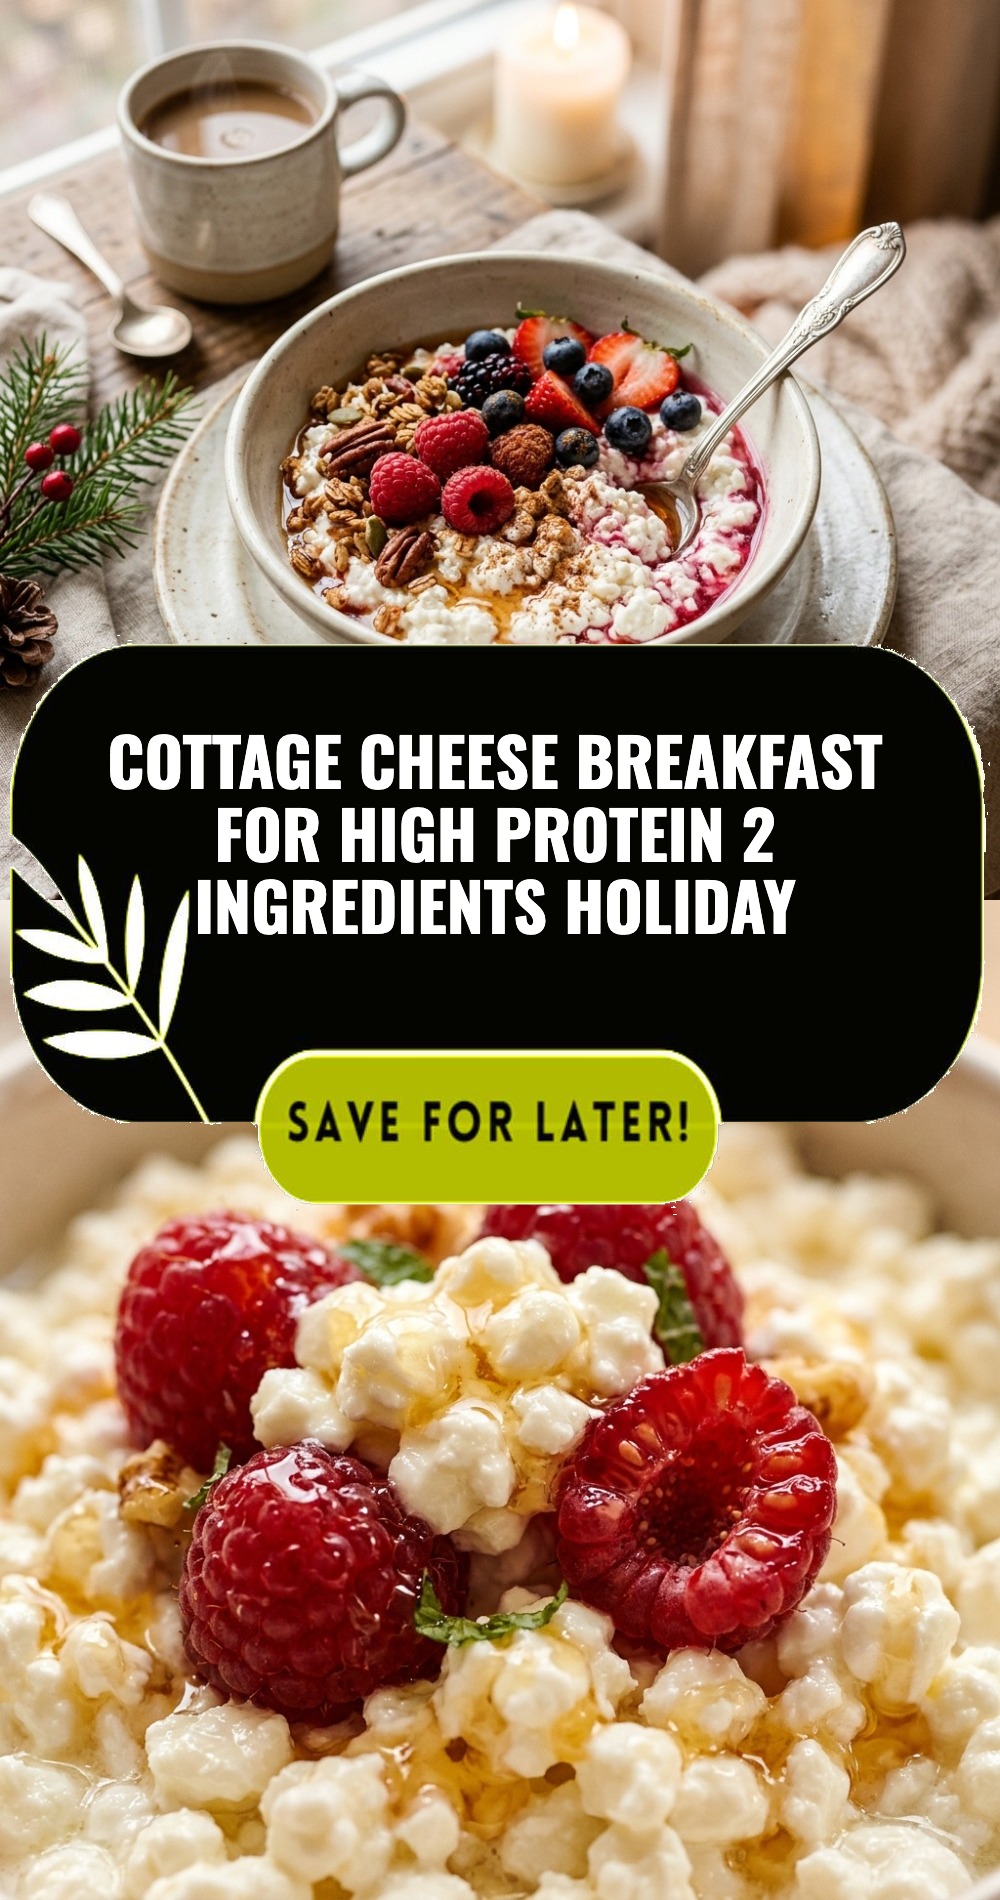 COTTAGE CHEESE BREAKFAST
FOR HIGH PROTEIN 2
INGREDIENTS HOLIDAY
SAVE FOR LATER!